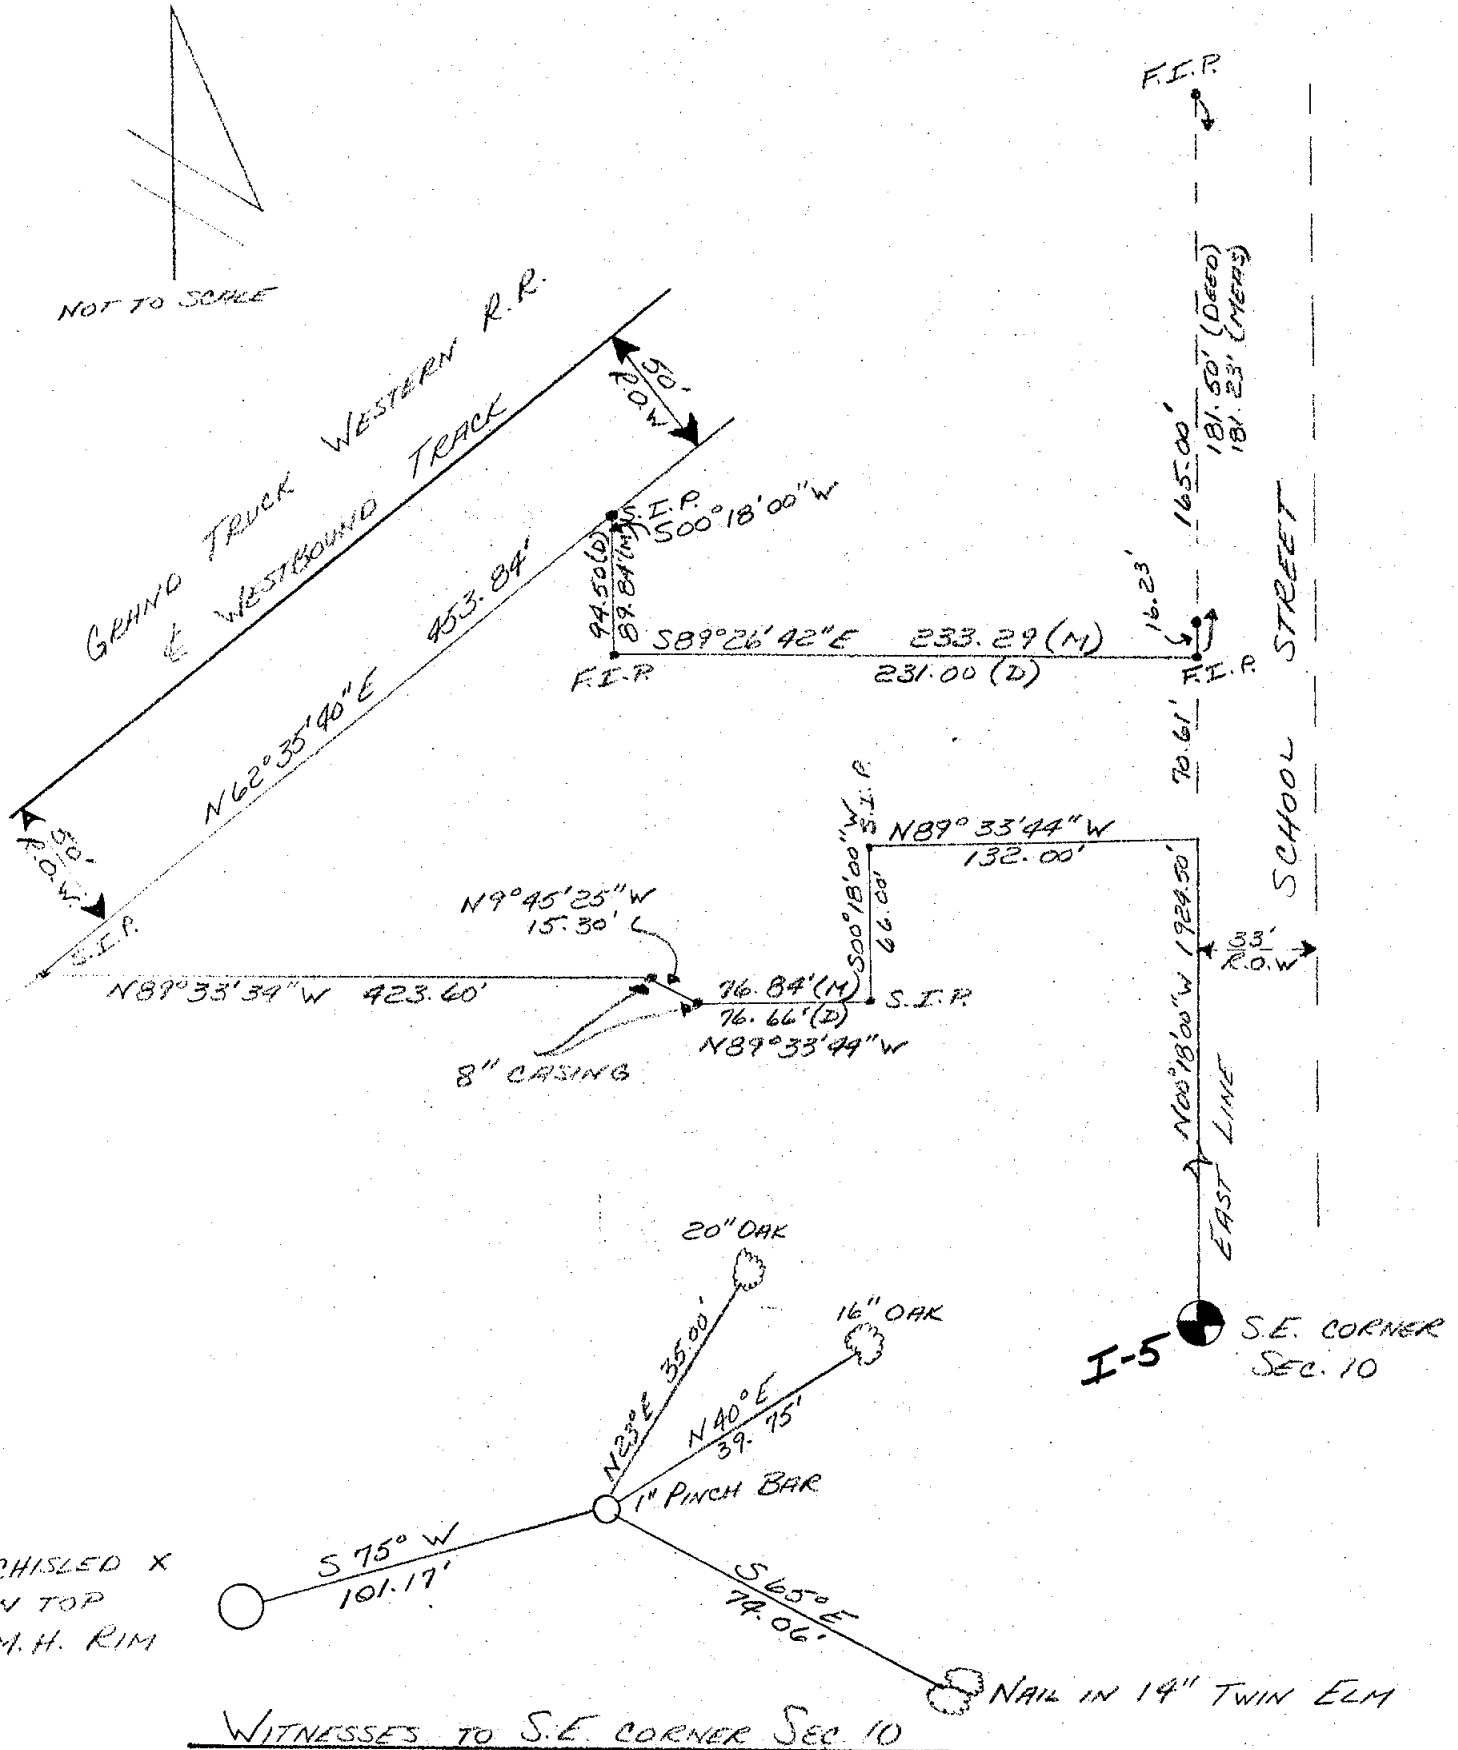 F.I.P.
NOT TO SCALE
181.50' (DEED)
181.23' (MEAS)
165.00'
GRAND TRUCK WESTERN R.R.
℄ WESTBOUND TRACK
50'
R.O.W
S.I.P.
S00°18'00"W
94.50(D)
89.84(M)
453.84'
N62°35'40"E
16.23'
S89°26'42"E 233.29(M)
231.00(D)
F.I.P.
F.I.P.
70.61'
SCHOOL STREET
50'
R.O.W.
S.I.P.
S.I.P.
N89°33'44"W
132.00'
S00°18'00"W
66.00'
N9°45'25"W
15.30'
N89°33'34"W 423.60'
76.84'(M)
76.66'(D)
N89°33'44"W
S.I.P.
8" CASING
33'
R.O.W
N00°18'00"W 1924.50'
EAST LINE
I-5
S.E. CORNER
SEC. 10
20" OAK
16" OAK
N23°E 35.00'
N40°E
39.75'
1" PINCH BAR
S 75° W
101.17'
CHISLED X
N TOP
M.H. RIM
S65°E
74.06'
NAIL IN 14" TWIN ELM
WITNESSES TO S.E. CORNER SEC. 10